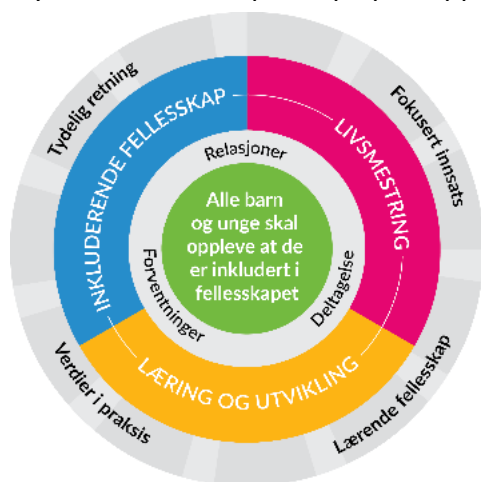 Tydelig retning
Fokusert innsats
INKLUDERENDE FELLESSKAP
LIVSMESTRING
Relasjoner
Alle barn
og unge skal
oppleve at de
er inkludert i
fellesskapet
Forventninger
Deltagelse
LÆRING OG UTVIKLING
Verdier i praksis
Lærende fellesskap